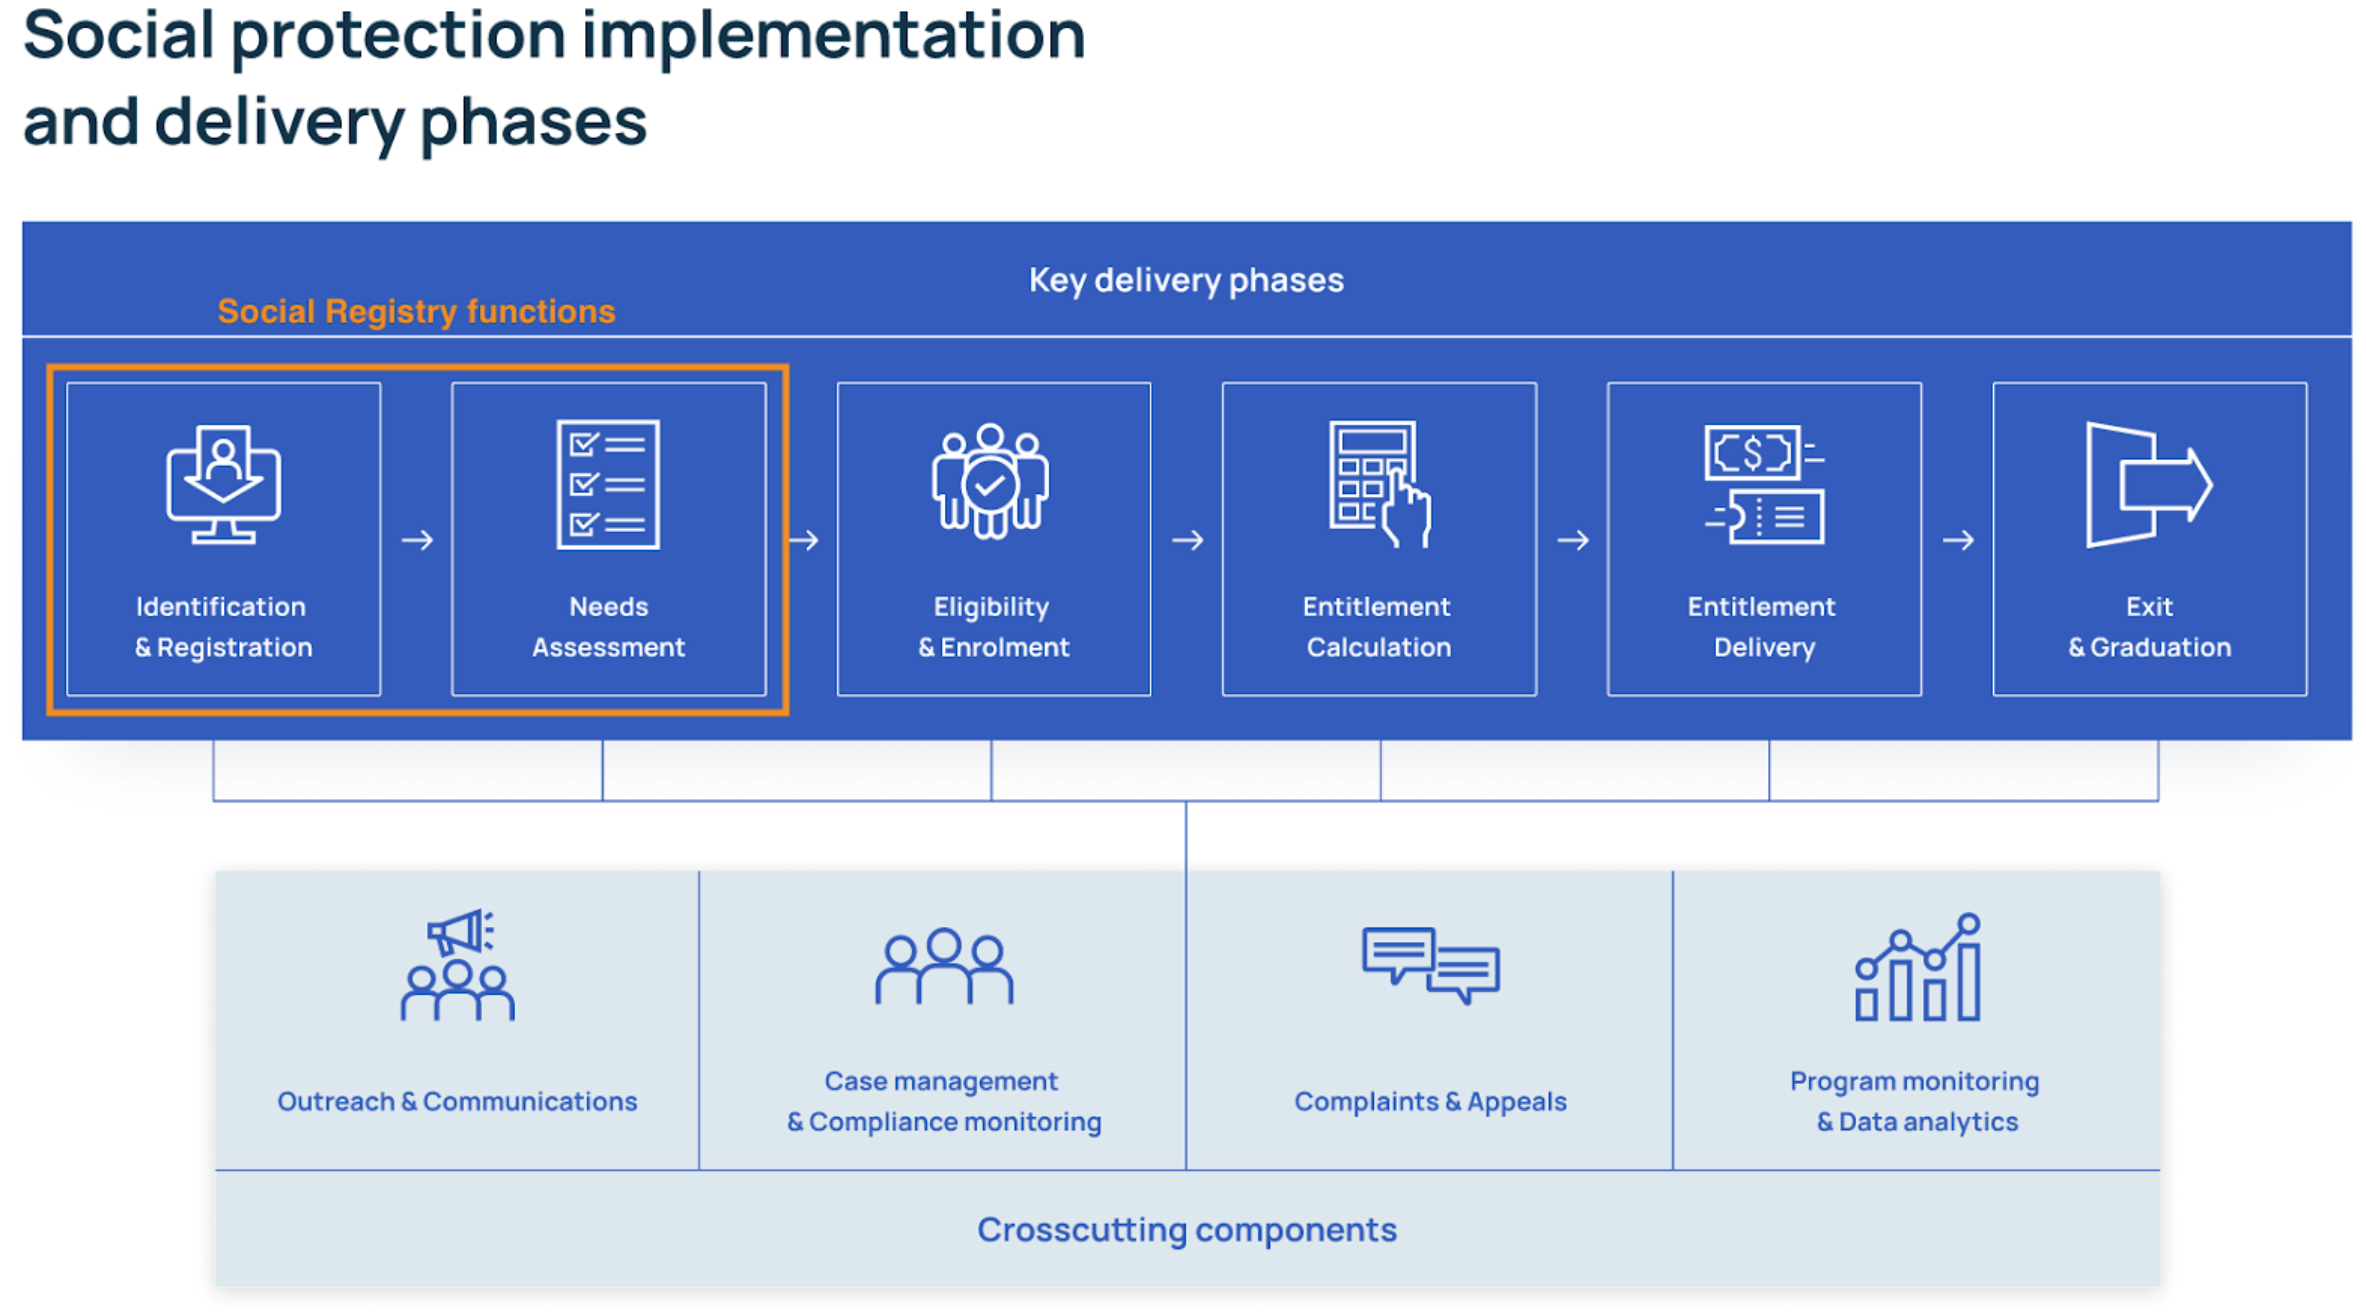 Social protection implementation
and delivery phases
Key delivery phases
Social Registry functions
Identification
& Registration
Needs
Assessment
Eligibility
& Enrolment
Entitlement
Calculation
Entitlement
Delivery
Exit
& Graduation
Outreach & Communications
Case management
& Compliance monitoring
Complaints & Appeals
Program monitoring
& Data analytics
Crosscutting components